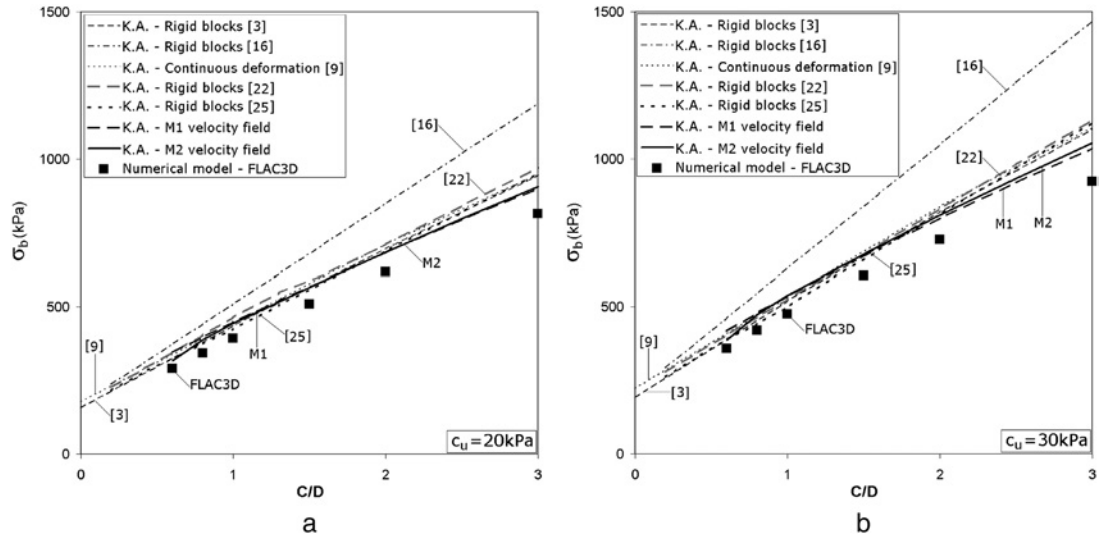 1500
K.A. - Rigid blocks [3]
K.A. - Rigid blocks [16]
K.A. - Continuous deformation [9]
K.A. - Rigid blocks [22]
K.A. - Rigid blocks [25]
K.A. - M1 velocity field
K.A. - M2 velocity field
Numerical model - FLAC3D
[16]
1000
[22]
σb(kPa)
M2
500
[25]
M1
[9]
FLAC3D
[3]
cu=20kPa
0
0 1 2 3
C/D
a
1500
K.A. - Rigid blocks [3]
K.A. - Rigid blocks [16]
K.A. - Continuous deformation [9]
K.A. - Rigid blocks [22]
K.A. - Rigid blocks [25]
K.A. - M1 velocity field
K.A. - M2 velocity field
Numerical model - FLAC3D
[16]
1000
[22]
σb(kPa)
M1 M2
[25]
500
FLAC3D
[9]
[3]
cu=30kPa
0
0 1 2 3
C/D
b